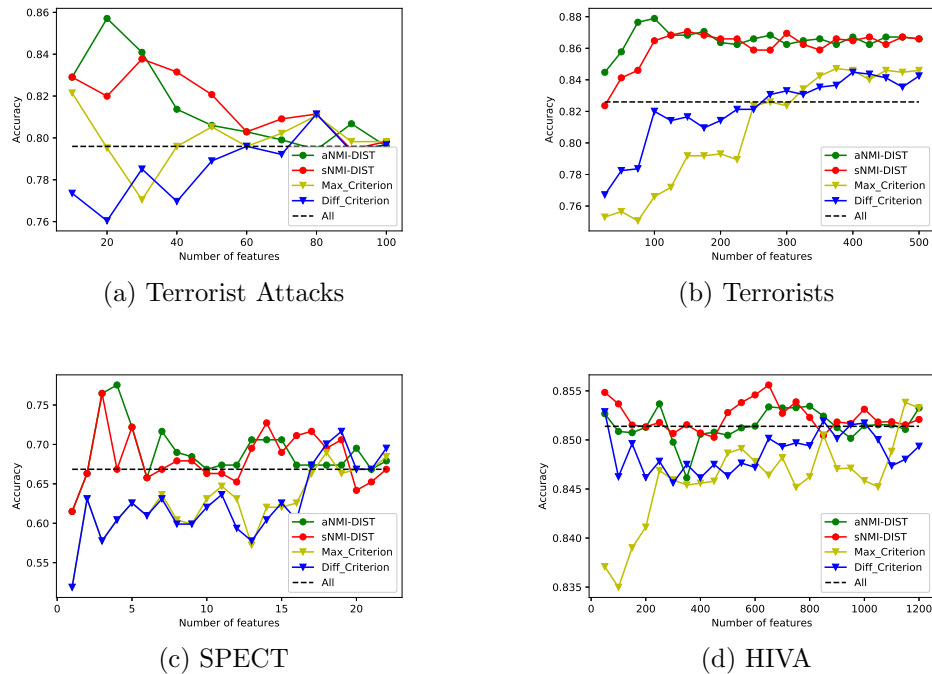 0.86
0.84
0.82
0.80
0.78
0.76
Accuracy
20
40
60
80
100
Number of features
aNMI-DIST
sNMI-DIST
Max_Criterion
Diff_Criterion
All
(a) Terrorist Attacks
0.88
0.86
0.84
0.82
0.80
0.78
0.76
Accuracy
100
200
300
400
500
Number of features
aNMI-DIST
sNMI-DIST
Max_Criterion
Diff_Criterion
All
(b) Terrorists
0.75
0.70
0.65
0.60
0.55
Accuracy
0
5
10
15
20
Number of features
aNMI-DIST
sNMI-DIST
Max_Criterion
Diff_Criterion
All
(c) SPECT
0.855
0.850
0.845
0.840
0.835
Accuracy
0
200
400
600
800
1000
1200
Number of features
aNMI-DIST
sNMI-DIST
Max_Criterion
Diff_Criterion
All
(d) HIVA